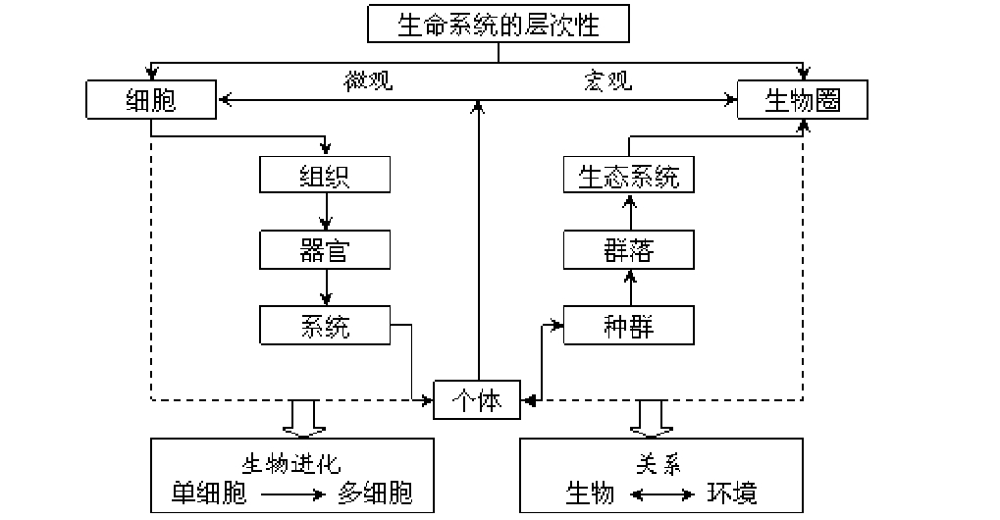 生命系统的层次性
微观 宏观
细胞 生物圈
组织 生态系统
器官 群落
系统 种群
个体
生物进化 关系
单细胞 多细胞 生物 环境